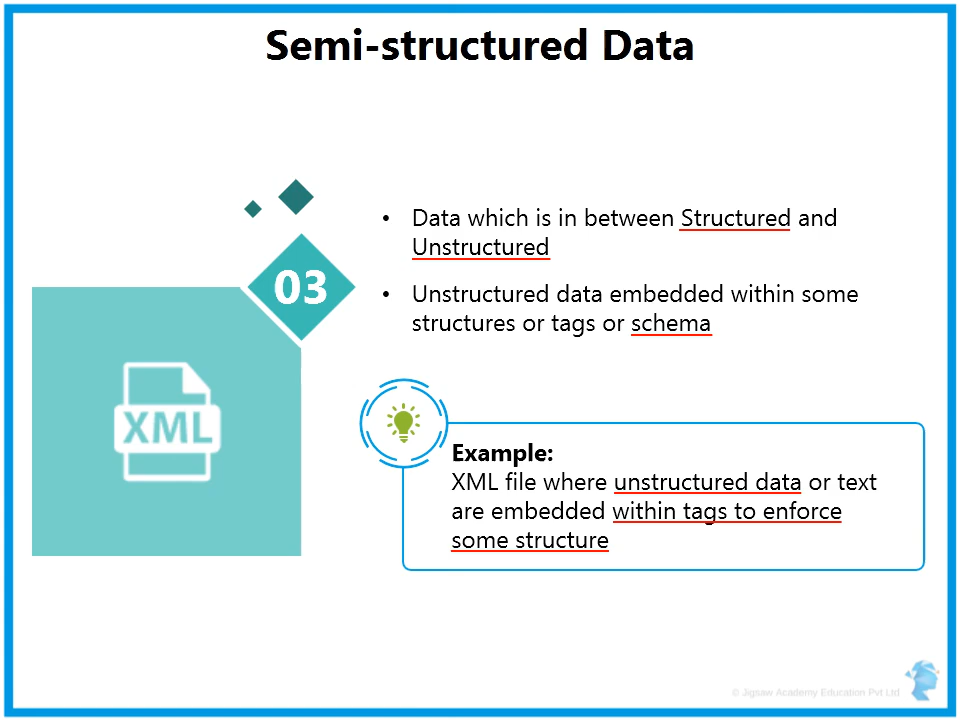 Semi-structured Data
03
XML
• Data which is in between Structured and
Unstructured
• Unstructured data embedded within some
structures or tags or schema
Example:
XML file where unstructured data or text
are embedded within tags to enforce
some structure
© Jigsaw Academy Education Pvt Ltd